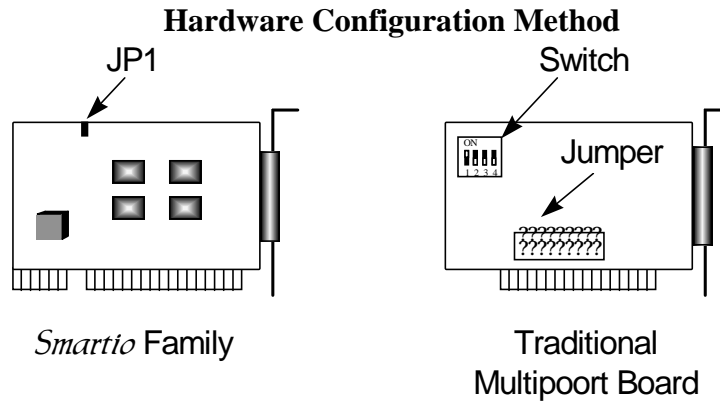 Hardware Configuration Method
JP1
Switch
ON
1 2 3 4
Jumper
?????????
?????????
Smartio Family
Traditional
Multipoort Board